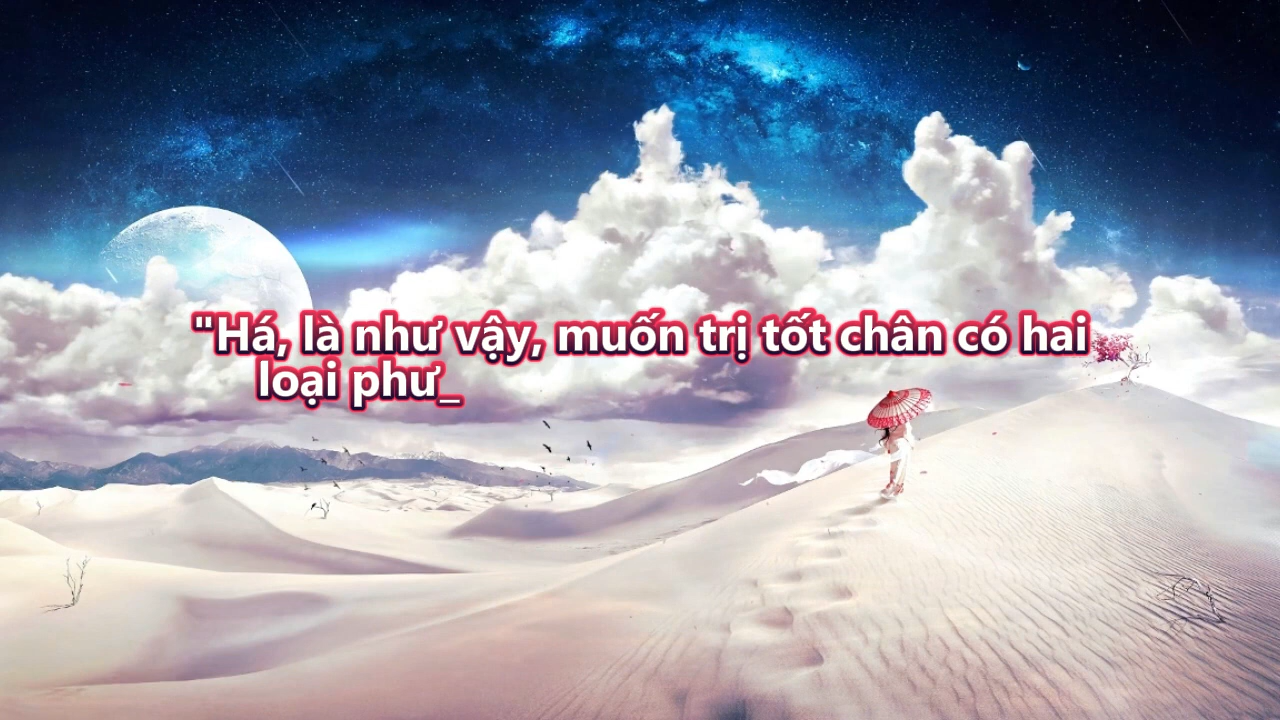 "Há, là như vậy, muốn trị tốt chân có hai
loại phư_